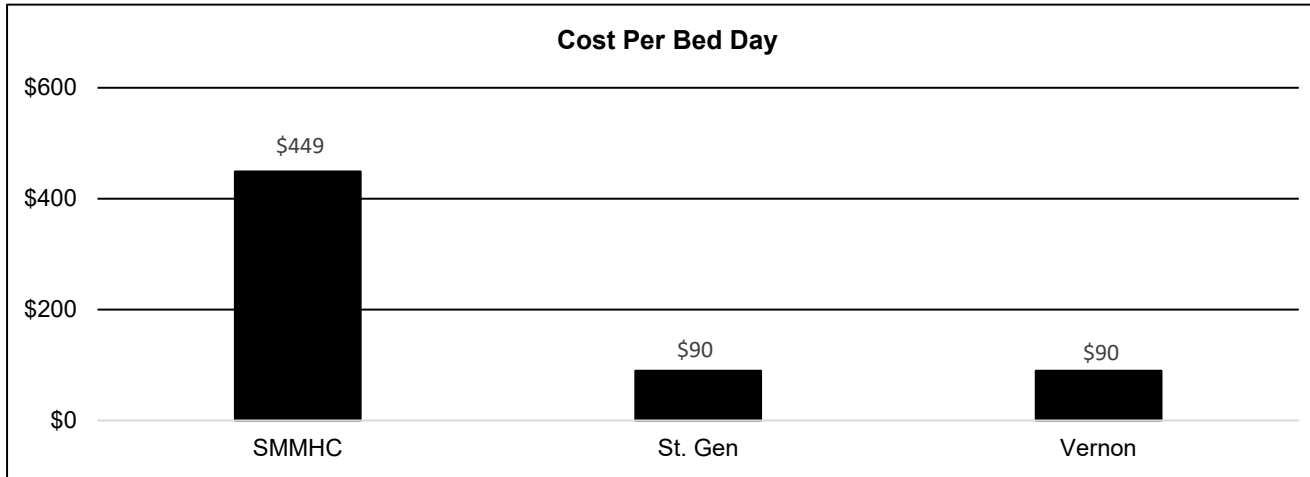 Cost Per Bed Day
$600
$449
$400
$200
$90
$90
$0
SMMHC
St. Gen
Vernon